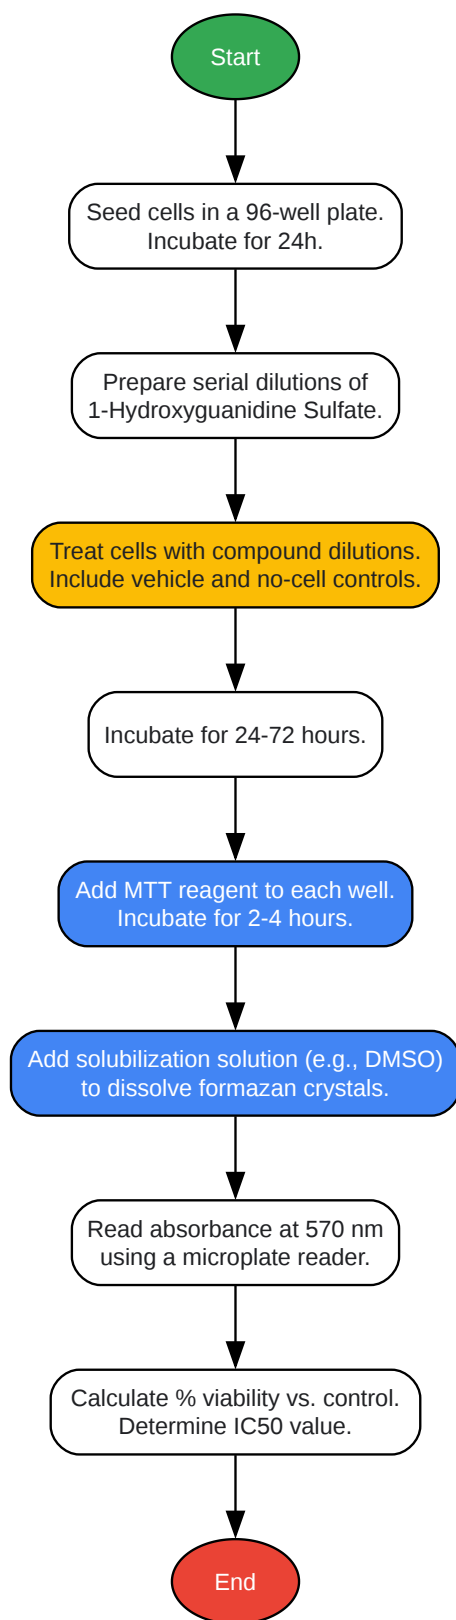 Start
Seed cells in a 96-well plate.
Incubate for 24h.
Prepare serial dilutions of
1-Hydroxyguanidine Sulfate.
Treat cells with compound dilutions.
Include vehicle and no-cell controls.
Incubate for 24-72 hours.
Add MTT reagent to each well.
Incubate for 2-4 hours.
Add solubilization solution (e.g., DMSO)
to dissolve formazan crystals.
Read absorbance at 570 nm
using a microplate reader.
Calculate % viability vs. control.
Determine IC50 value.
End